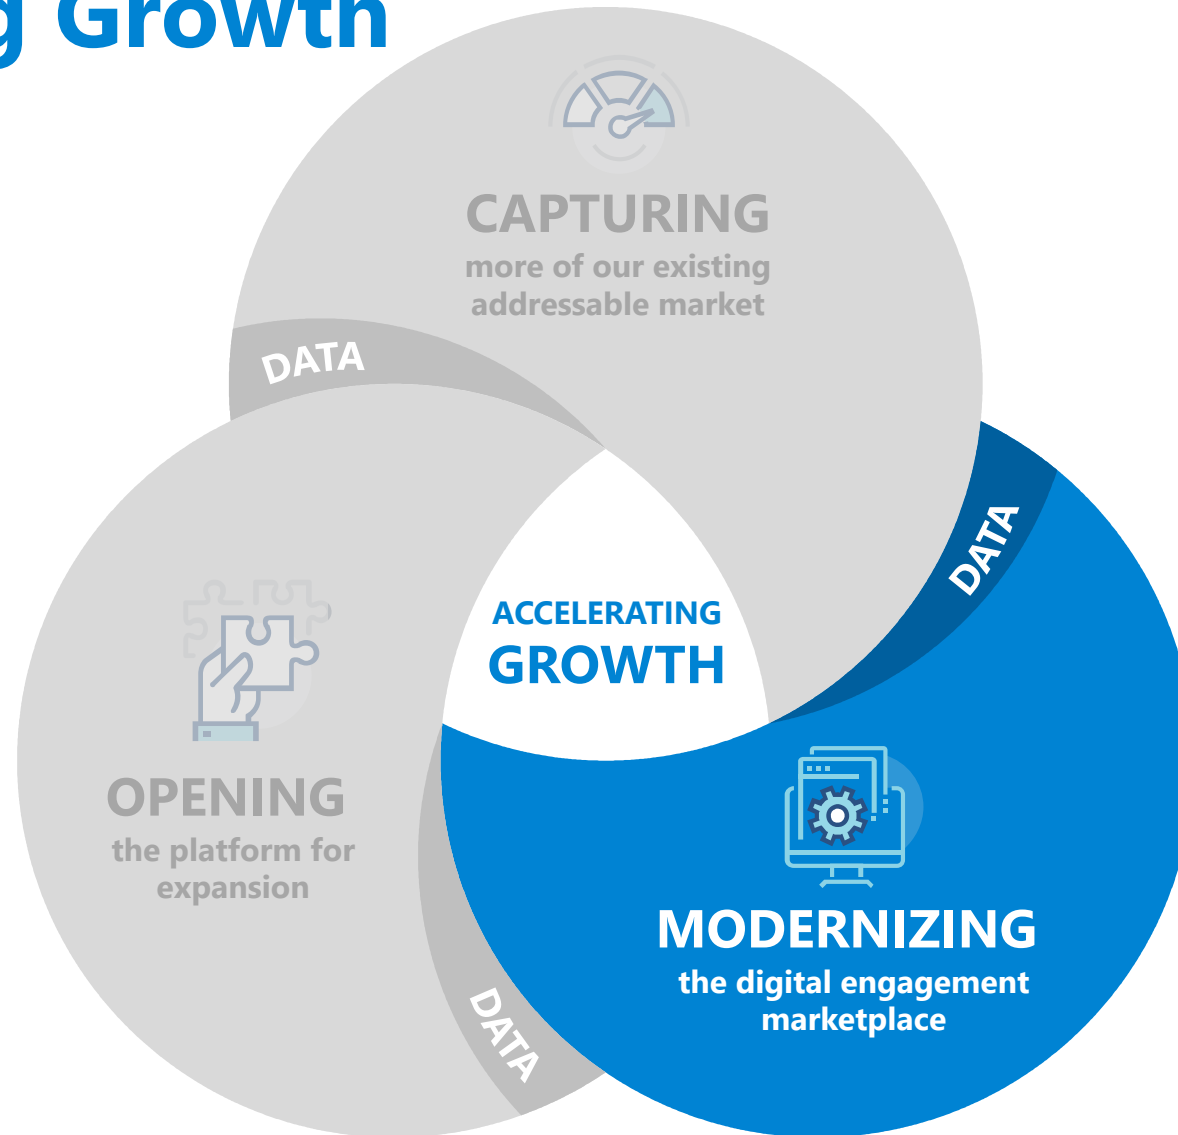 g Growth
CAPTURING
more of our existing
addressable market
DATA
DATA
ACCELERATING
GROWTH
OPENING
the platform for
expansion
MODERNIZING
the digital engagement
marketplace
DATA